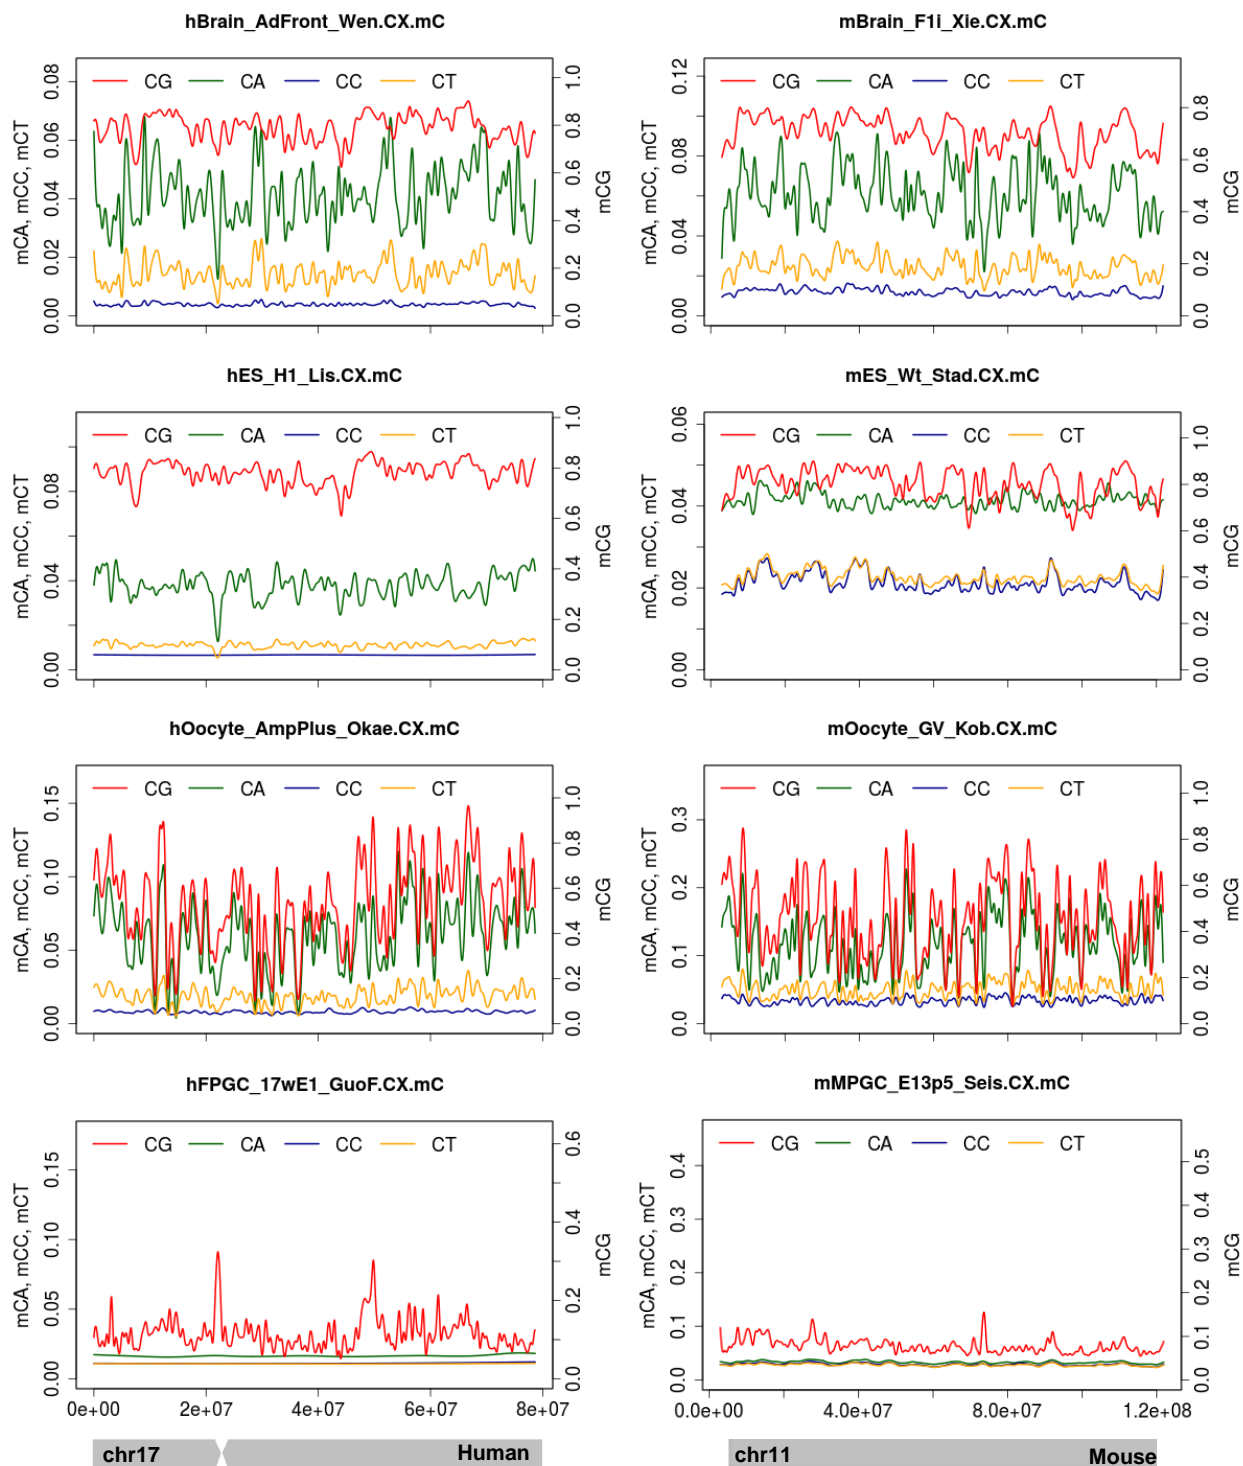 hBrain_AdFront_Wen.CX.mC
CG CA CC CT
mCA, mCC, mCT
0.00 0.02 0.04 0.06 0.08
mCG
0.0 0.2 0.4 0.6 0.8 1.0
mBrain_F1i_Xie.CX.mC
CG CA CC CT
mCA, mCC, mCT
0.00 0.04 0.08 0.12
mCG
0.0 0.2 0.4 0.6 0.8
hES_H1_Lis.CX.mC
CG CA CC CT
mCA, mCC, mCT
0.00 0.04 0.08
mCG
0.0 0.2 0.4 0.6 0.8 1.0
mES_Wt_Stad.CX.mC
CG CA CC CT
mCA, mCC, mCT
0.00 0.02 0.04 0.06
mCG
0.0 0.2 0.4 0.6 0.8 1.0
hOocyte_AmpPlus_Okae.CX.mC
CG CA CC CT
mCA, mCC, mCT
0.00 0.05 0.10 0.15
mCG
0.0 0.2 0.4 0.6 0.8 1.0
mOocyte_GV_Kob.CX.mC
CG CA CC CT
mCA, mCC, mCT
0.0 0.1 0.2 0.3
mCG
0.0 0.2 0.4 0.6 0.8 1.0
hFPGC_17wE1_GuoF.CX.mC
CG CA CC CT
mCA, mCC, mCT
0.00 0.05 0.10 0.15
mCG
0.0 0.2 0.4 0.6
0e+00 2e+07 4e+07 6e+07 8e+07
chr17 Human
mMPGC_E13p5_Seis.CX.mC
CG CA CC CT
mCA, mCC, mCT
0.0 0.1 0.2 0.3 0.4
mCG
0.0 0.1 0.2 0.3 0.4 0.5
0.0e+00 4.0e+07 8.0e+07 1.2e+08
chr11 Mouse